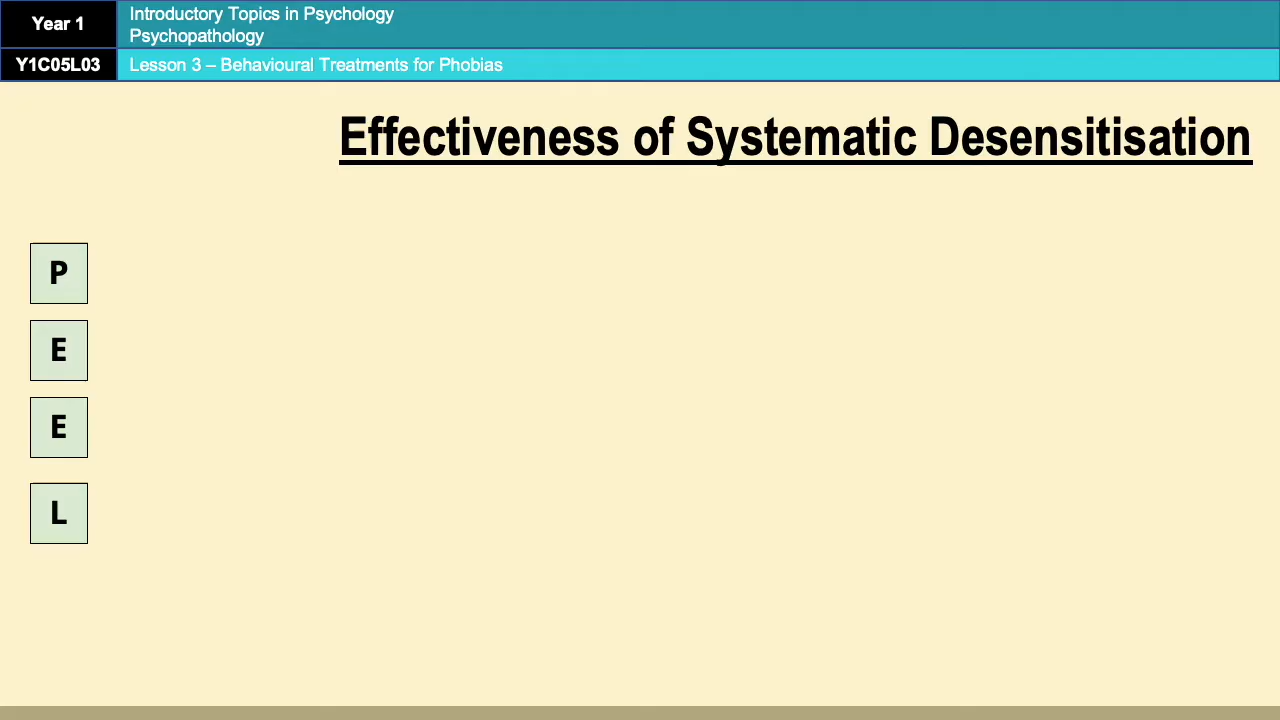 Year 1
Introductory Topics in Psychology
Psychopathology
Y1C05L03
Lesson 3 – Behavioural Treatments for Phobias
Effectiveness of Systematic Desensitisation
P
E
E
L